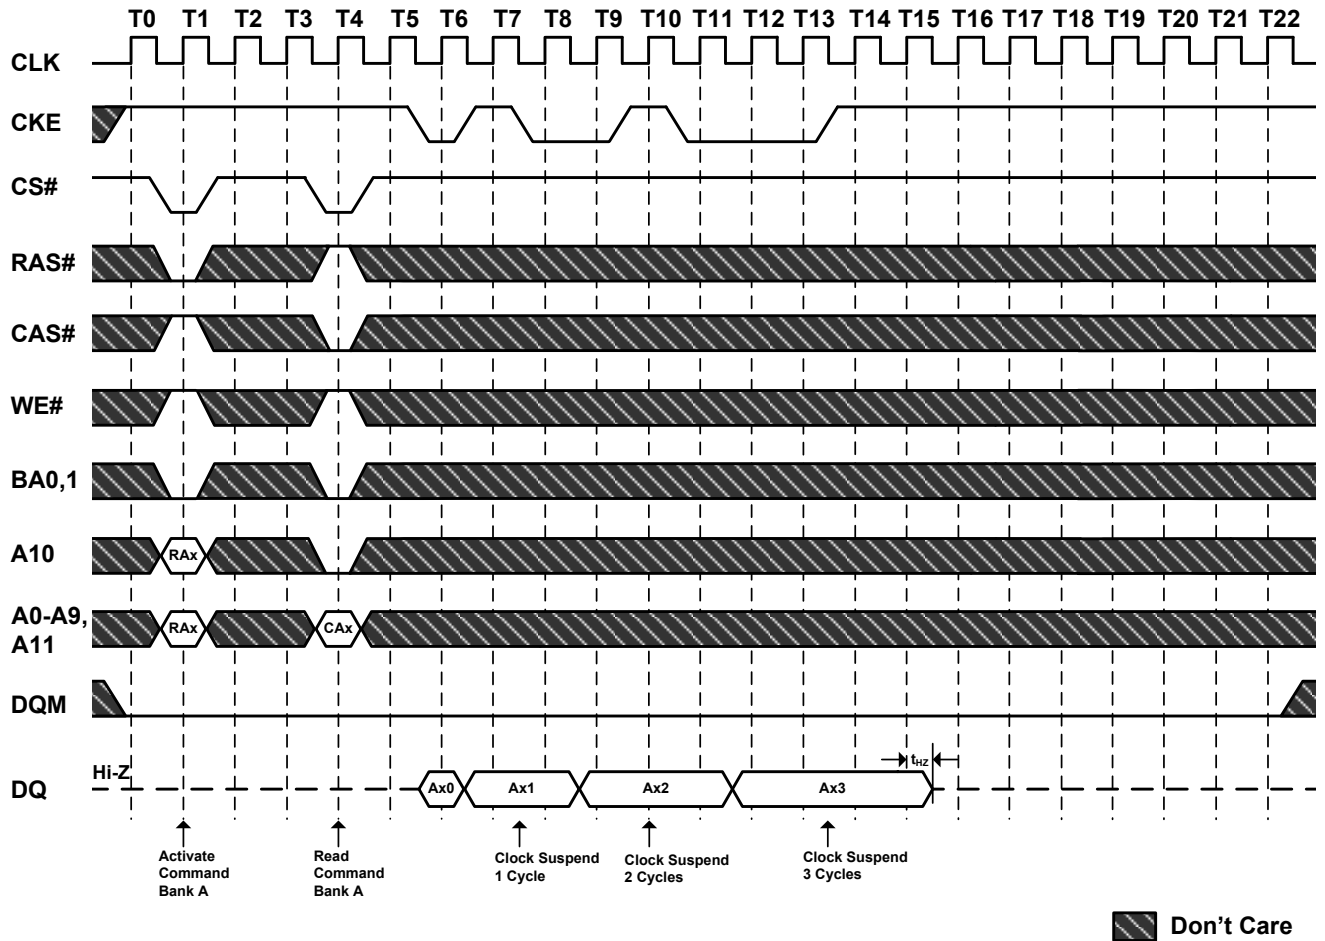 T0 T1 T2 T3 T4 T5 T6 T7 T8 T9 T10 T11 T12 T13 T14 T15 T16 T17 T18 T19 T20 T21 T22
CLK
CKE
CS#
RAS#
CAS#
WE#
BA0,1
A10
RAx
A0-A9,
A11
RAx
CAx
DQM
Hi-Z
DQ
Ax0
Ax1
Ax2
Ax3
tHZ
Activate
Command
Bank A
Read
Command
Bank A
Clock Suspend
1 Cycle
Clock Suspend
2 Cycles
Clock Suspend
3 Cycles
Don't Care